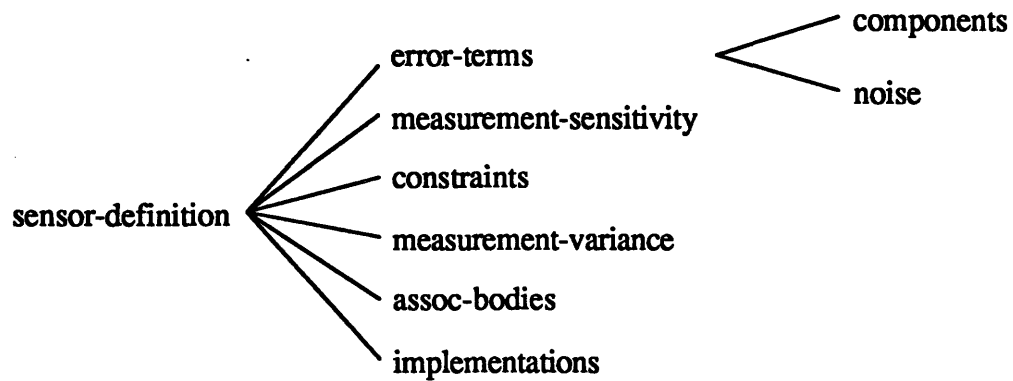 components
error-terms
noise
measurement-sensitivity
constraints
sensor-definition
measurement-variance
assoc-bodies
implementations